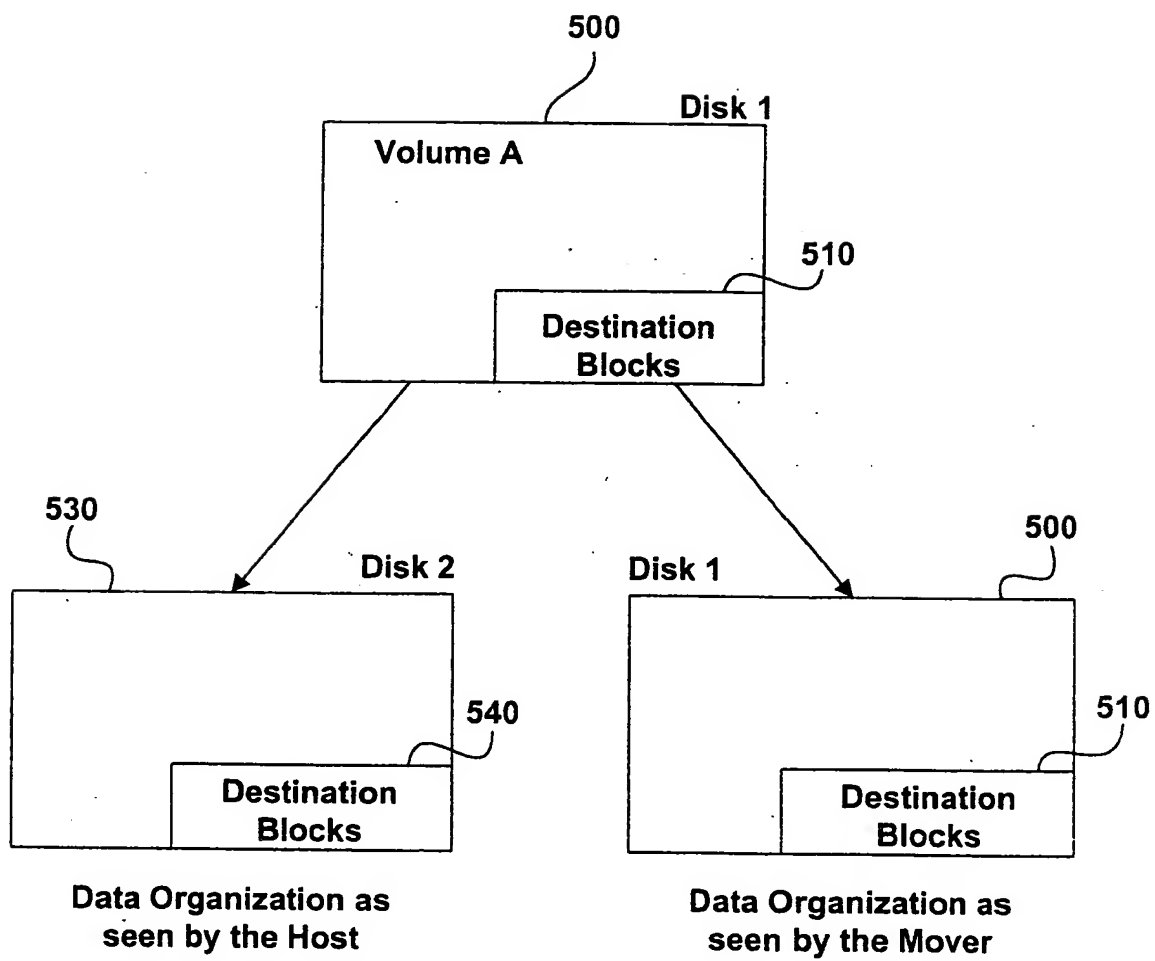 500
Disk 1
Volume A
510
Destination
Blocks
530
Disk 2
540
Destination
Blocks
Data Organization as
seen by the Host
500
Disk 1
510
Destination
Blocks
Data Organization as
seen by the Mover